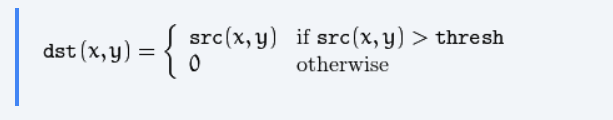 dst(x,y) = { src(x,y) if src(x,y) > thresh
0 otherwise